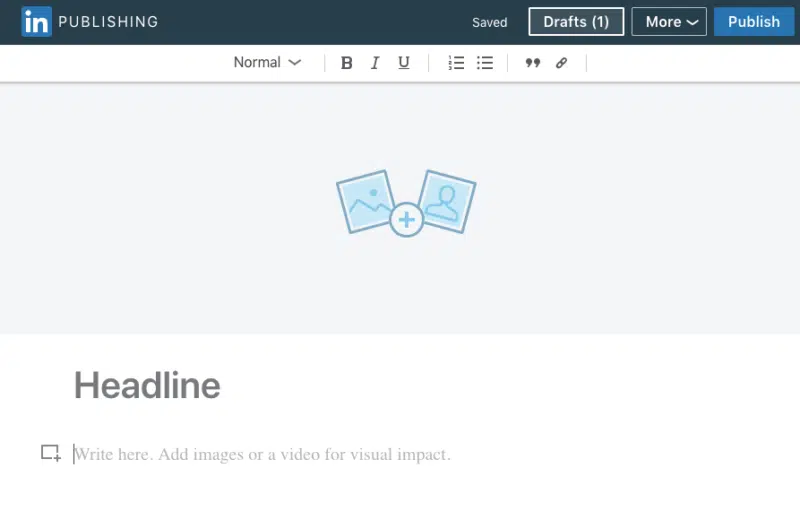 in PUBLISHING Saved Drafts (1) More Publish
Normal B I U
Headline
Write here. Add images or a video for visual impact.